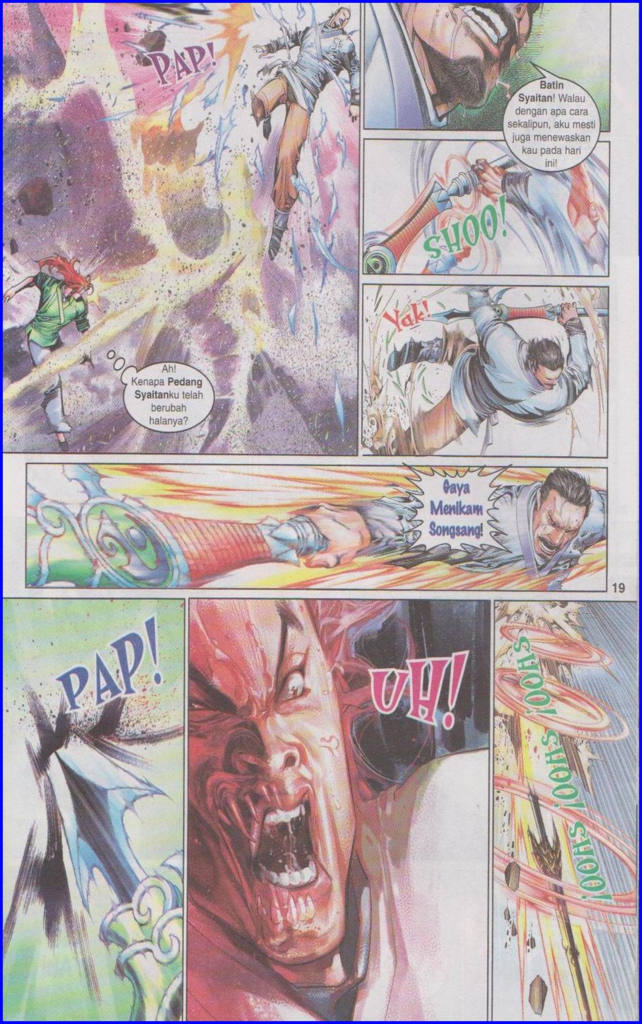 PAP!
Batin
Syaitan! Walau
dengan apa cara
sekalipun, aku mesti
juga menewaskan
kau pada hari
ini!
SHOO!
Ah!
Kenapa Pedang
Syaitanku telah
berubah
halanya?
Yak!
Gaya
Menikam
Songsang!
19
PAP!
UH!
SHOO! SHOO! SHOO!